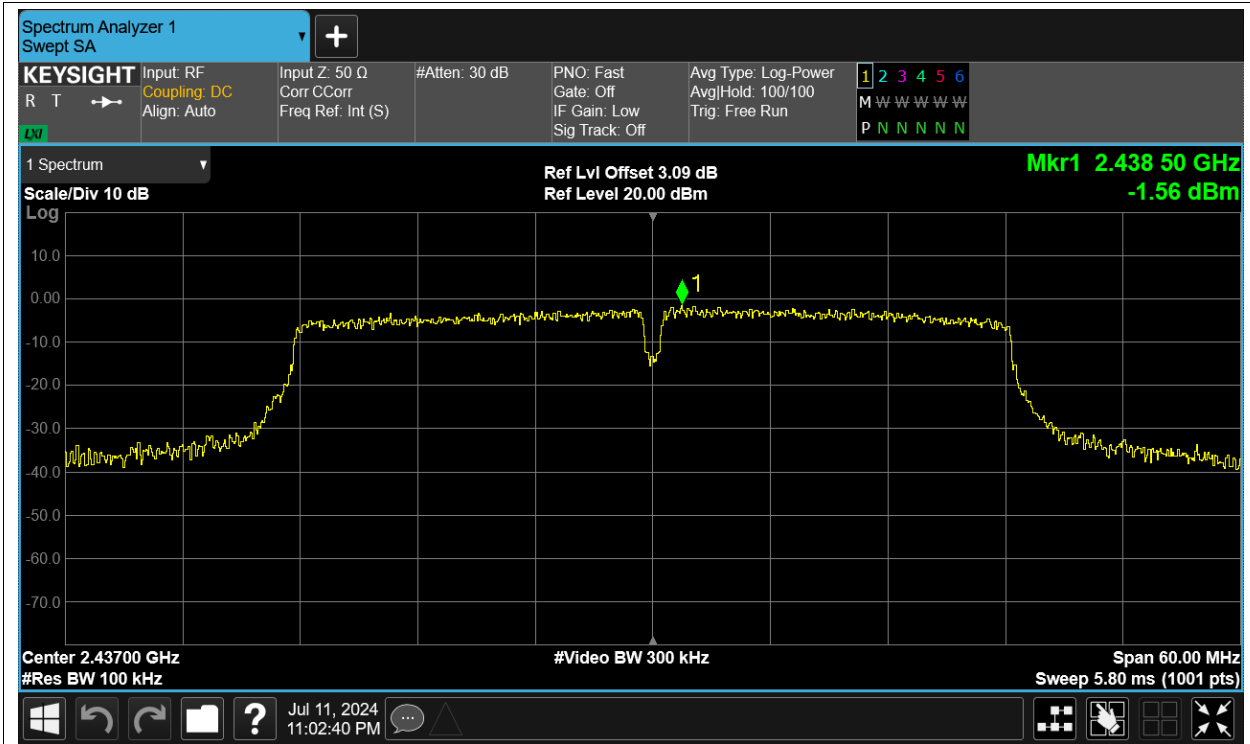 Spectrum Analyzer 1
Swept SA
KEYSIGHT
R T
LXI
Input: RF
Coupling: DC
Align: Auto
Input Z: 50 Ω
Corr CCorr
Freq Ref: Int (S)
#Atten: 30 dB
PNO: Fast
Gate: Off
IF Gain: Low
Sig Track: Off
Avg Type: Log-Power
Avg|Hold: 100/100
Trig: Free Run
1 2 3 4 5 6
M W W W W W
P N N N N N
1 Spectrum
Scale/Div 10 dB
Ref Lvl Offset 3.09 dB
Ref Level 20.00 dBm
Mkr1 2.438 50 GHz
-1.56 dBm
Log
10.0
0.00
-10.0
-20.0
-30.0
-40.0
-50.0
-60.0
-70.0
1
Center 2.43700 GHz
#Res BW 100 kHz
#Video BW 300 kHz
Span 60.00 MHz
Sweep 5.80 ms (1001 pts)
?
Jul 11, 2024
11:02:40 PM